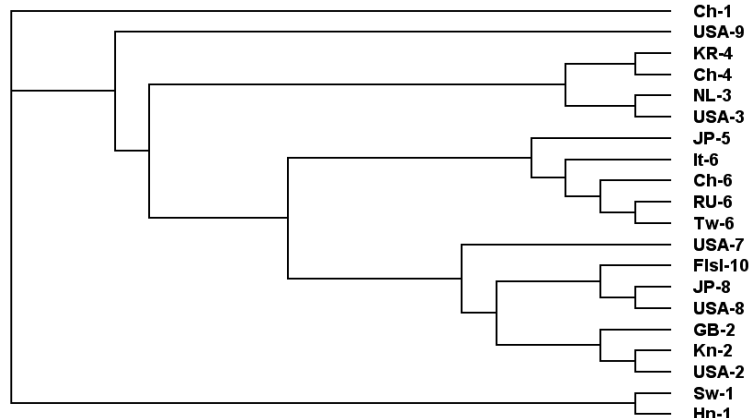 Ch-1
USA-9
KR-4
Ch-4
NL-3
USA-3
JP-5
It-6
Ch-6
RU-6
Tw-6
USA-7
FIsI-10
JP-8
USA-8
GB-2
Kn-2
USA-2
Sw-1
Hn-1